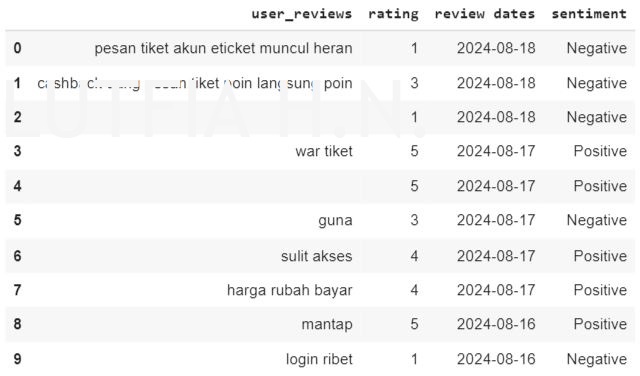 user_reviews rating review dates sentiment
0 pesan tiket akun eticket muncul heran 1 2024-08-18 Negative
1 tiket poin langsung poin 3 2024-08-18 Negative
2 1 2024-08-18 Negative
3 war tiket 5 2024-08-17 Positive
4 5 2024-08-17 Positive
5 guna 3 2024-08-17 Negative
6 sulit akses 4 2024-08-17 Positive
7 harga rubah bayar 4 2024-08-17 Positive
8 mantap 5 2024-08-16 Positive
9 login ribet 1 2024-08-16 Negative
LUTFIA H.N.